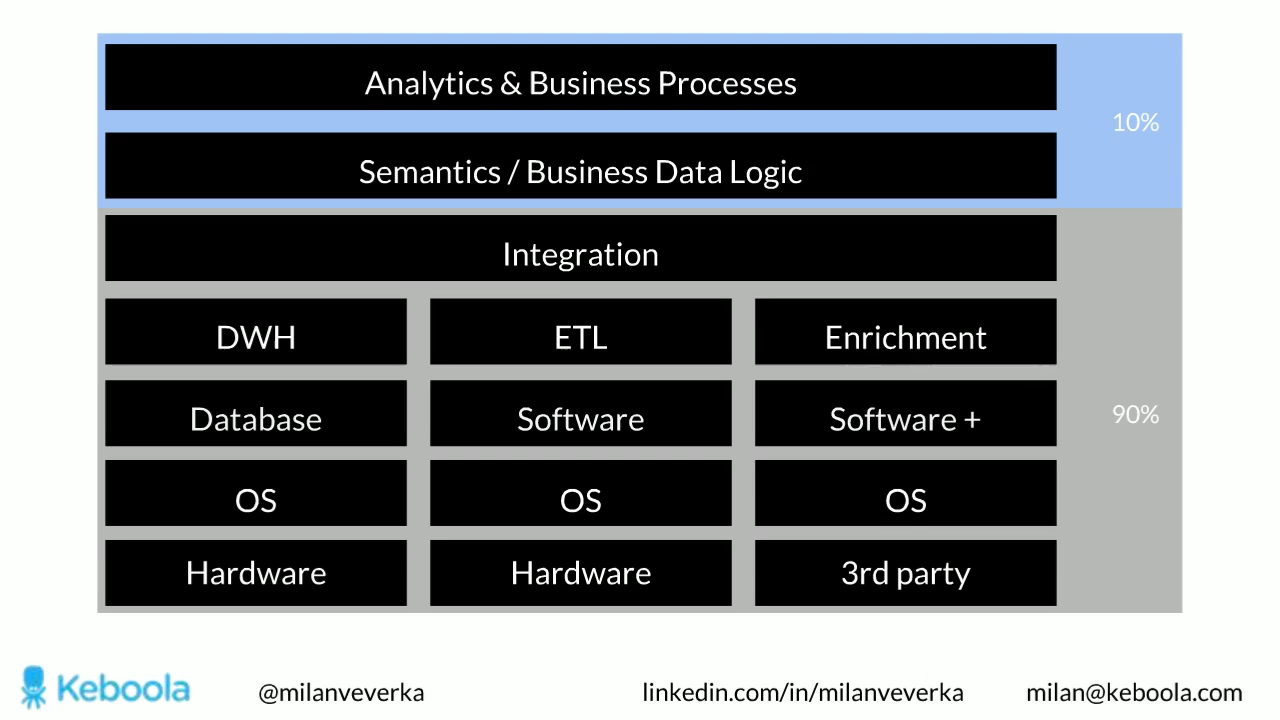 Analytics & Business Processes
10%
Semantics / Business Data Logic
Integration
DWH ETL Enrichment
Database Software Software +
90%
OS OS OS
Hardware Hardware 3rd party
Keboola @milanveverka linkedin.com/in/milanveverka milan@keboola.com